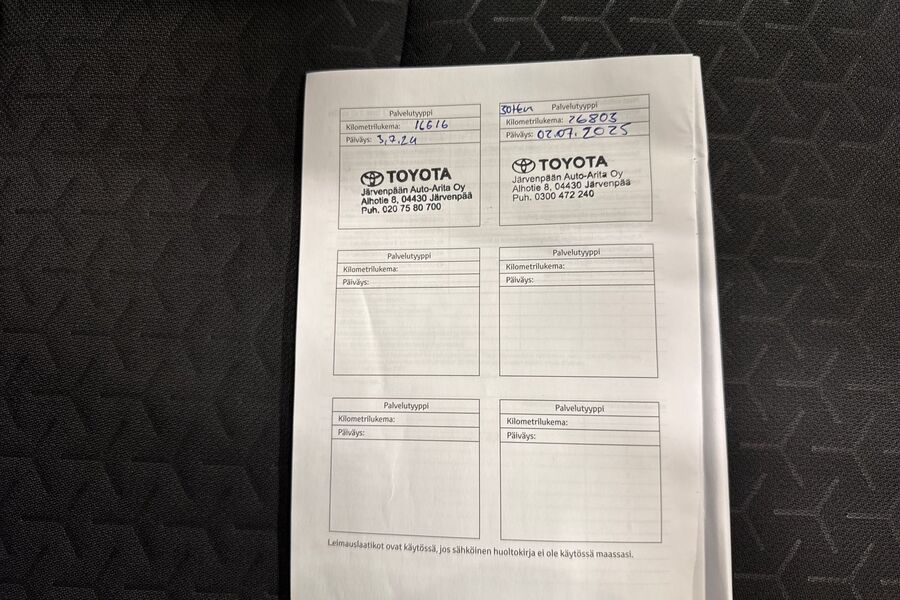 Palvelutyyppi
Kilometrilukema: 16616
Päiväys: 3,7,24
TOYOTA
Järvenpään Auto-Arita Oy
Alhotie 8, 04430 Järvenpää
Puh. 020 75 80 700
30tkm Palvelutyyppi
Kilometrilukema: 26803
Päiväys: 02.07.2025
TOYOTA
Järvenpään Auto-Arita Oy
Alhotie 8, 04430 Järvenpää
Puh. 0300 472 240
Palvelutyyppi
Kilometrilukema:
Päiväys:
Palvelutyyppi
Kilometrilukema:
Päiväys:
Palvelutyyppi
Kilometrilukema:
Päiväys:
Palvelutyyppi
Kilometrilukema:
Päiväys:
Leimauslaatikot ovat käytössä, jos sähköinen huoltokirja ei ole käytössä maassasi.